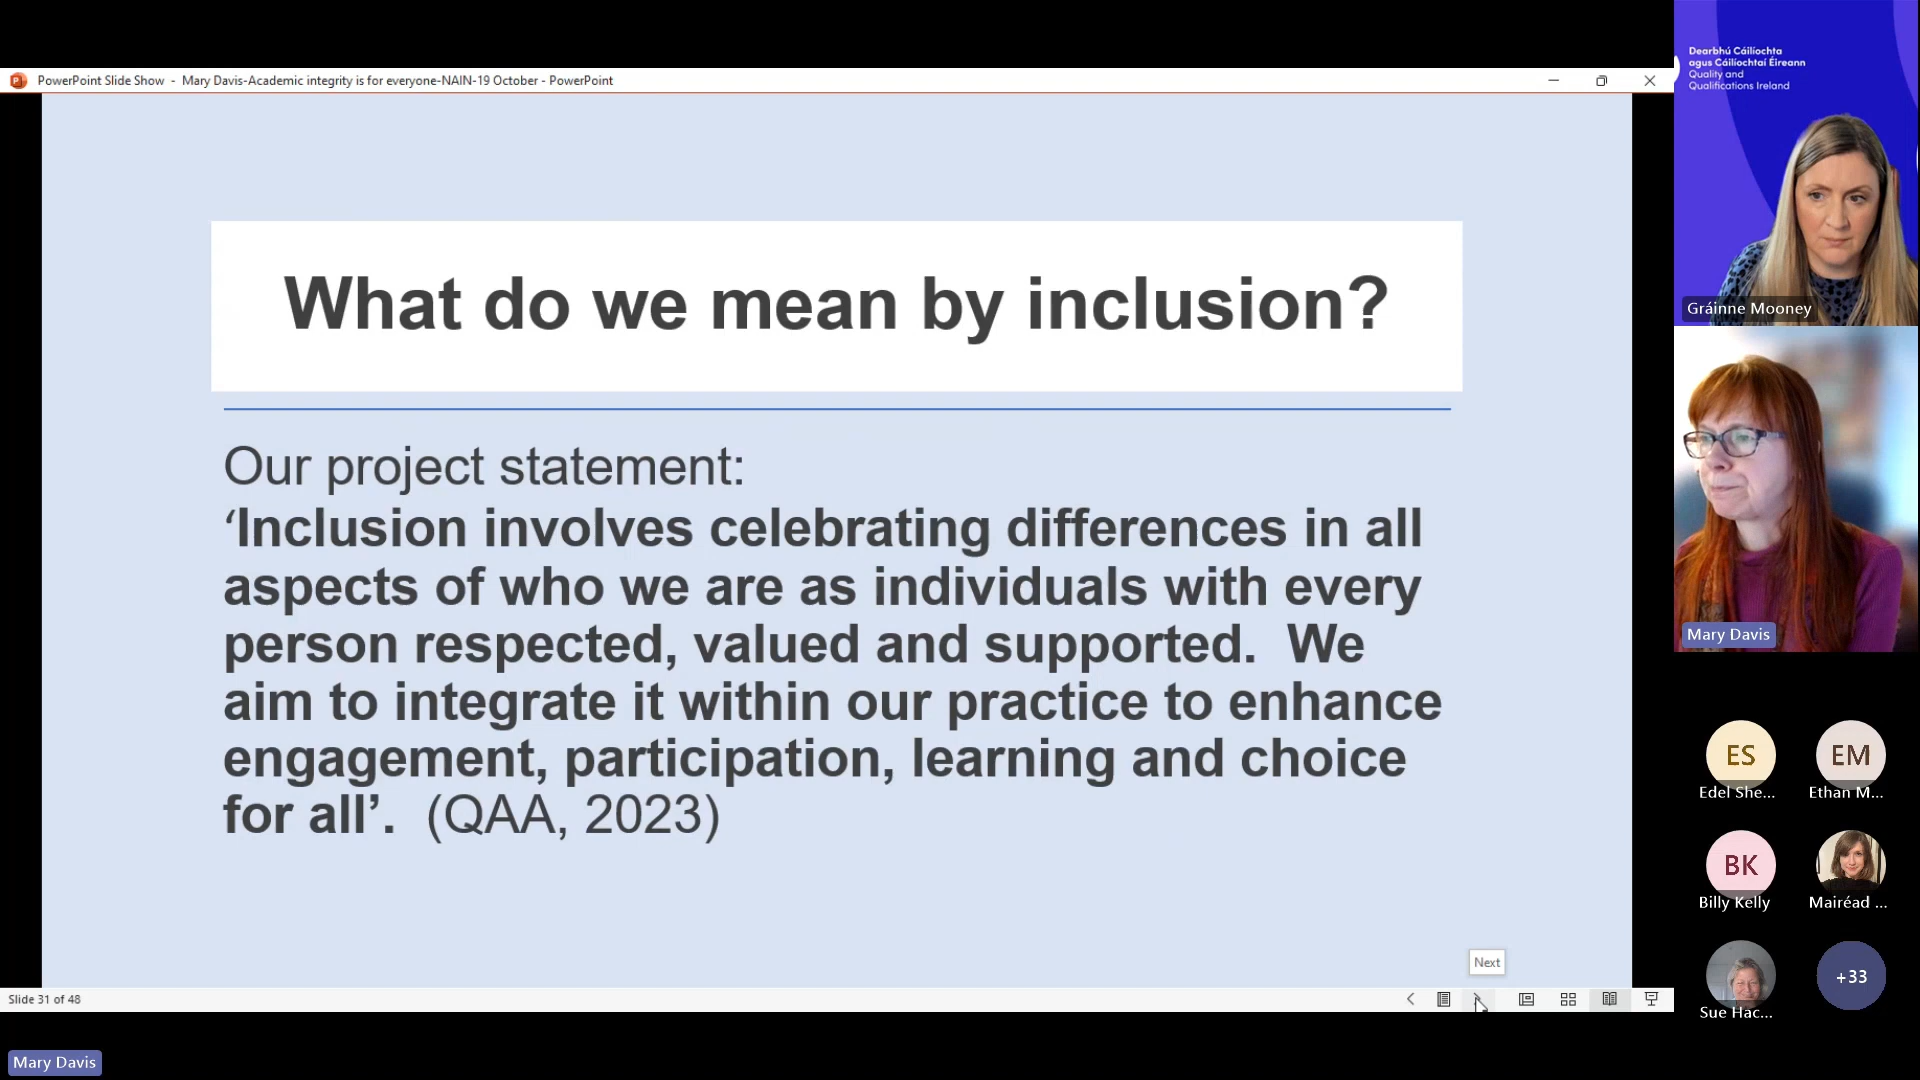 PowerPoint Slide Show - Mary Davis-Academic integrity is for everyone-NAIN-19 October - PowerPoint
What do we mean by inclusion?
Our project statement:
‘Inclusion involves celebrating differences in all
aspects of who we are as individuals with every
person respected, valued and supported.  We
aim to integrate it within our practice to enhance
engagement, participation, learning and choice
for all’.  (QAA, 2023)
Next
Slide 31 of 48
Mary Davis
Dearbhú Cáilíochta
agus Cáilíochtaí Éireann
Quality and
Qualifications Ireland
Gráinne Mooney
Mary Davis
ES
Edel She...
EM
Ethan M...
BK
Billy Kelly
Mairéad ...
Sue Hac...
+33